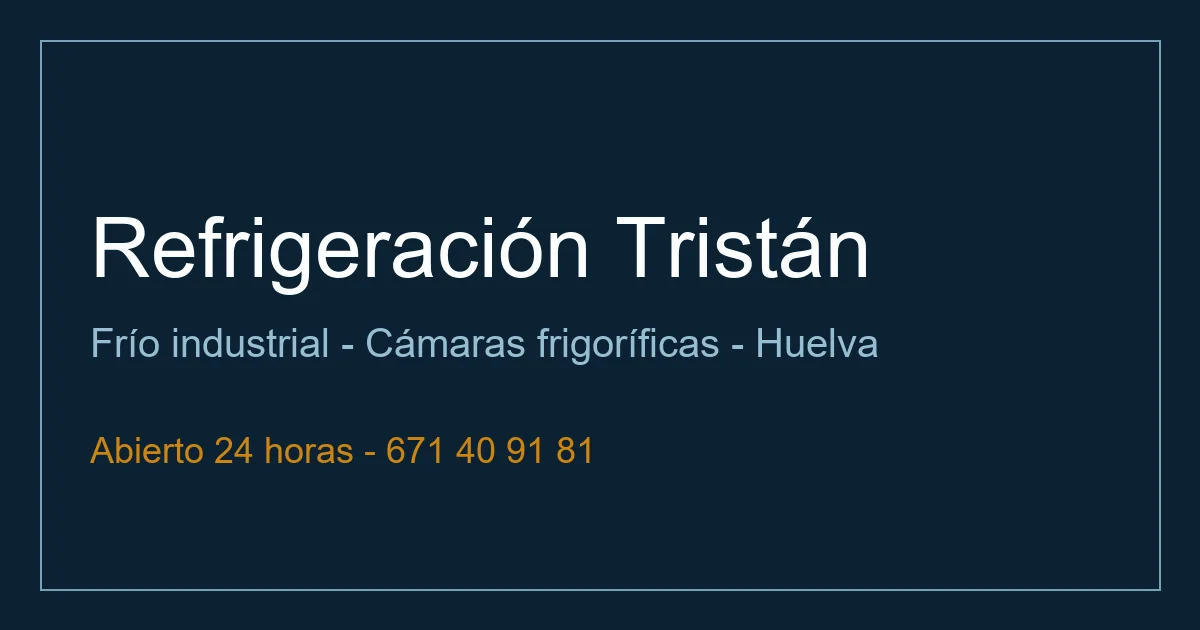 Refrigeración Tristán
Frío industrial - Cámaras frigoríficas - Huelva
Abierto 24 horas - 671 40 91 81